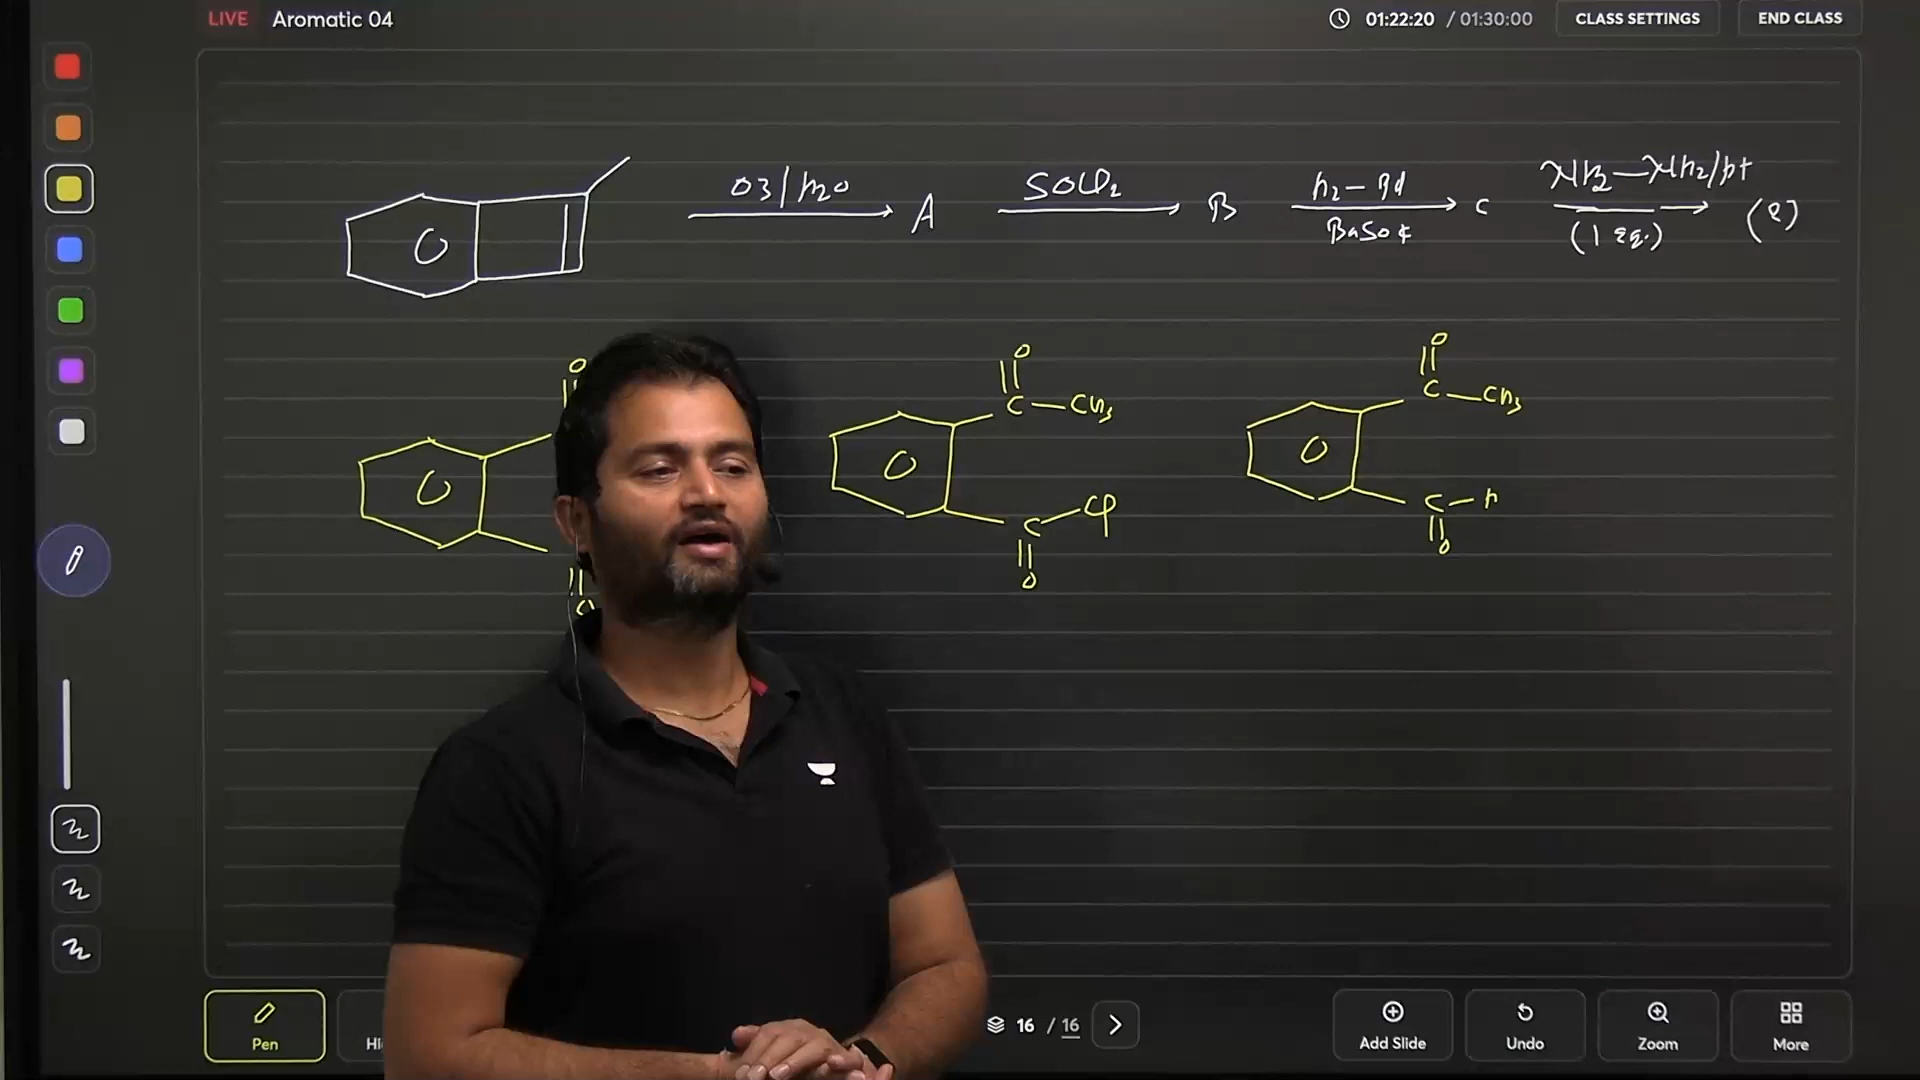 LIVE Aromatic 04 01:22:20 / 01:30:00 CLASS SETTINGS END CLASS
O3/H2O A SOCl2 B H2-Pd C NH2-NH2/H+
BaSO4 (1 Eq.) (?)
O O O
C-CH3 C-CH3
O O O
C-Cl C-H
O O O
Pen 16 / 16 Add Slide Undo Zoom More